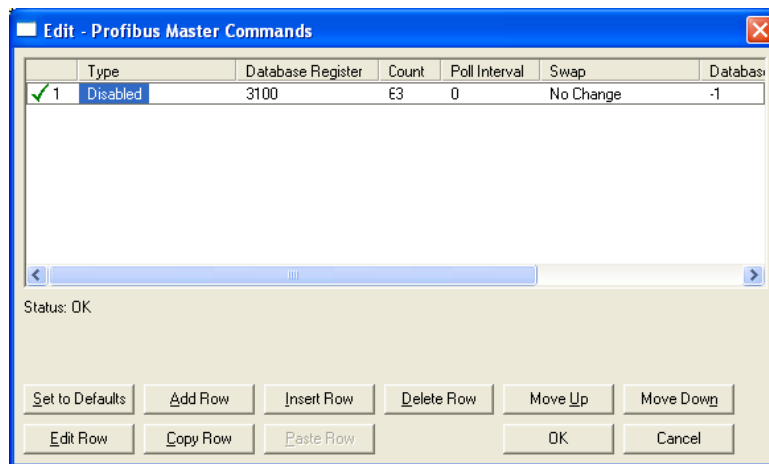 Edit - Profibus Master Commands
Type Database Register Count Poll Interval Swap Databas
1 Disabled 3100 63 0 No Change -1
Status: OK
Set to Defaults Add Row Insert Row Delete Row Move Up Move Down
Edit Row Copy Row Paste Row OK Cancel